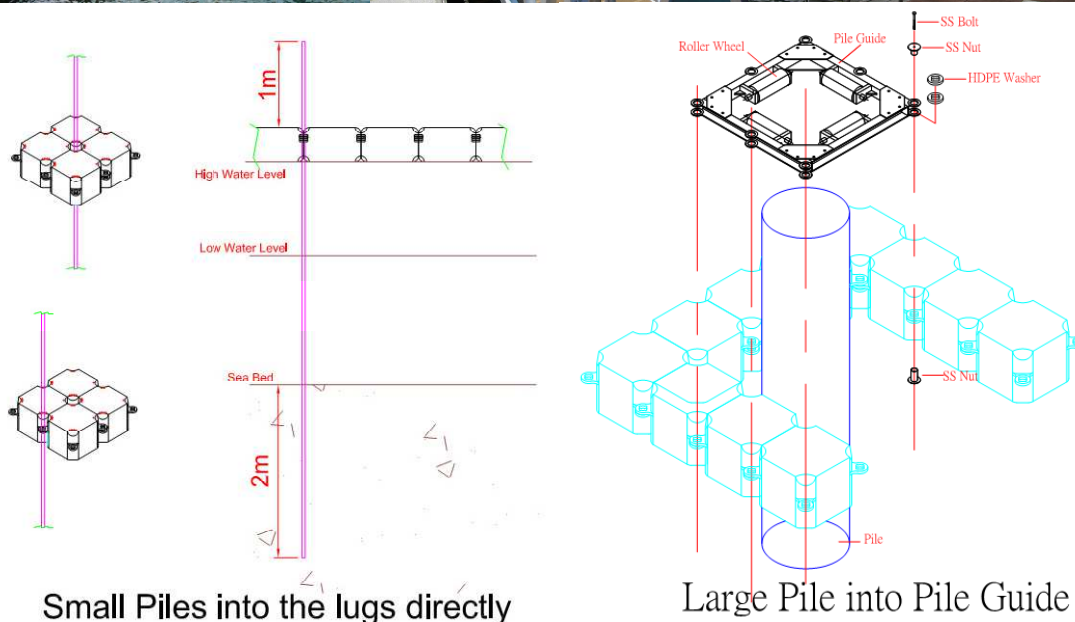 1m
High Water Level
Low Water Level
Sea Bed
2m
Small Piles into the lugs directly
SS Bolt
Pile Guide
Roller Wheel
SS Nut
HDPE Washer
SS Nut
Pile
Large Pile into Pile Guide